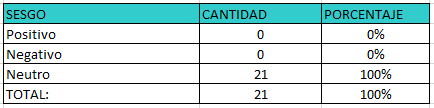 SESGO CANTIDAD PORCENTAJE
Positivo 0 0%
Negativo 0 0%
Neutro 21 100%
TOTAL: 21 100%